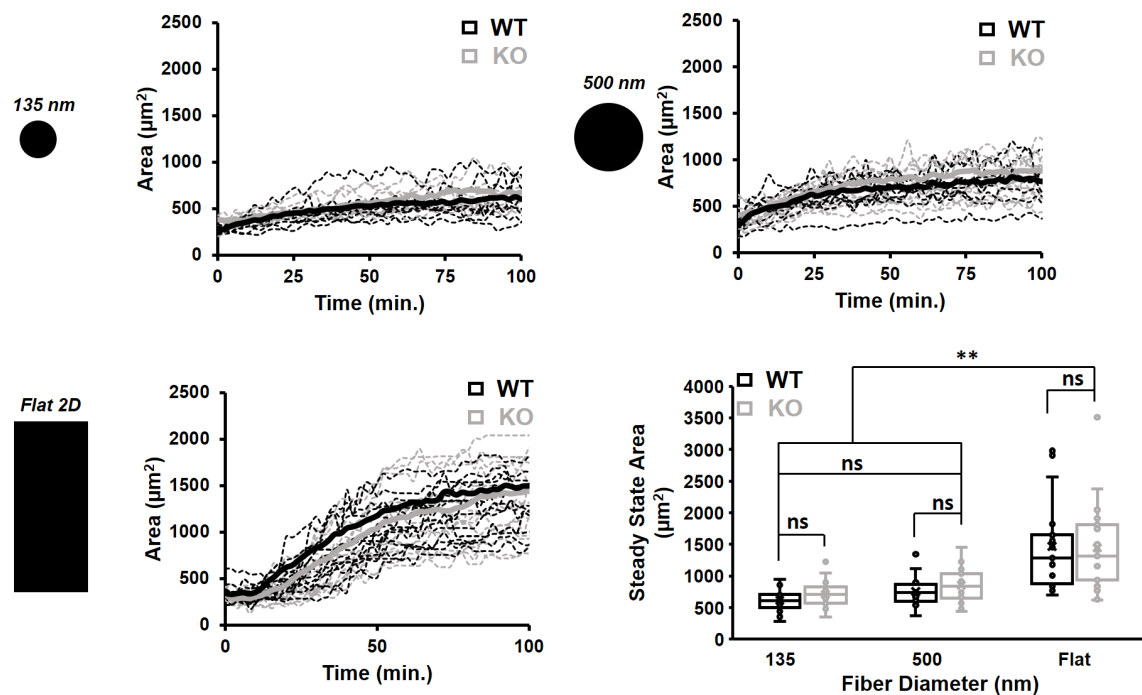 135 nm
2500
2000
1500
1000
500
0
Area (µm²)
0 25 50 75 100
Time (min.)
WT
KO
500 nm
2500
2000
1500
1000
500
0
Area (µm²)
0 25 50 75 100
Time (min.)
WT
KO
Flat 2D
2500
2000
1500
1000
500
0
Area (µm²)
0 50 100
Time (min.)
WT
KO
4000
3500
3000
2500
2000
1500
1000
500
0
Steady State Area
(µm²)
WT
KO
**
ns
ns
ns
ns
135 500 Flat
Fiber Diameter (nm)